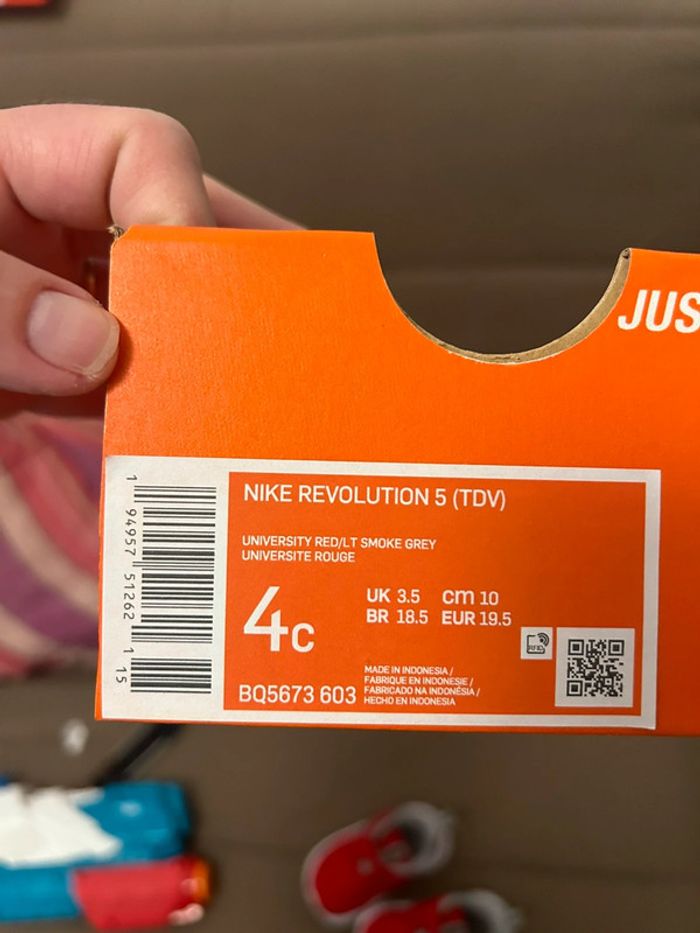 JUS
NIKE REVOLUTION 5 (TDV)
UNIVERSITY RED/LT SMOKE GREY
UNIVERSITE ROUGE
4C
UK 3.5 cm 10
BR 18.5 EUR 19.5
RFID
BQ5673 603
MADE IN INDONESIA /
FABRIQUE EN INDONESIE /
FABRICADO NA INDONÉSIA /
HECHO EN INDONESIA
1 94957 51262 1 15